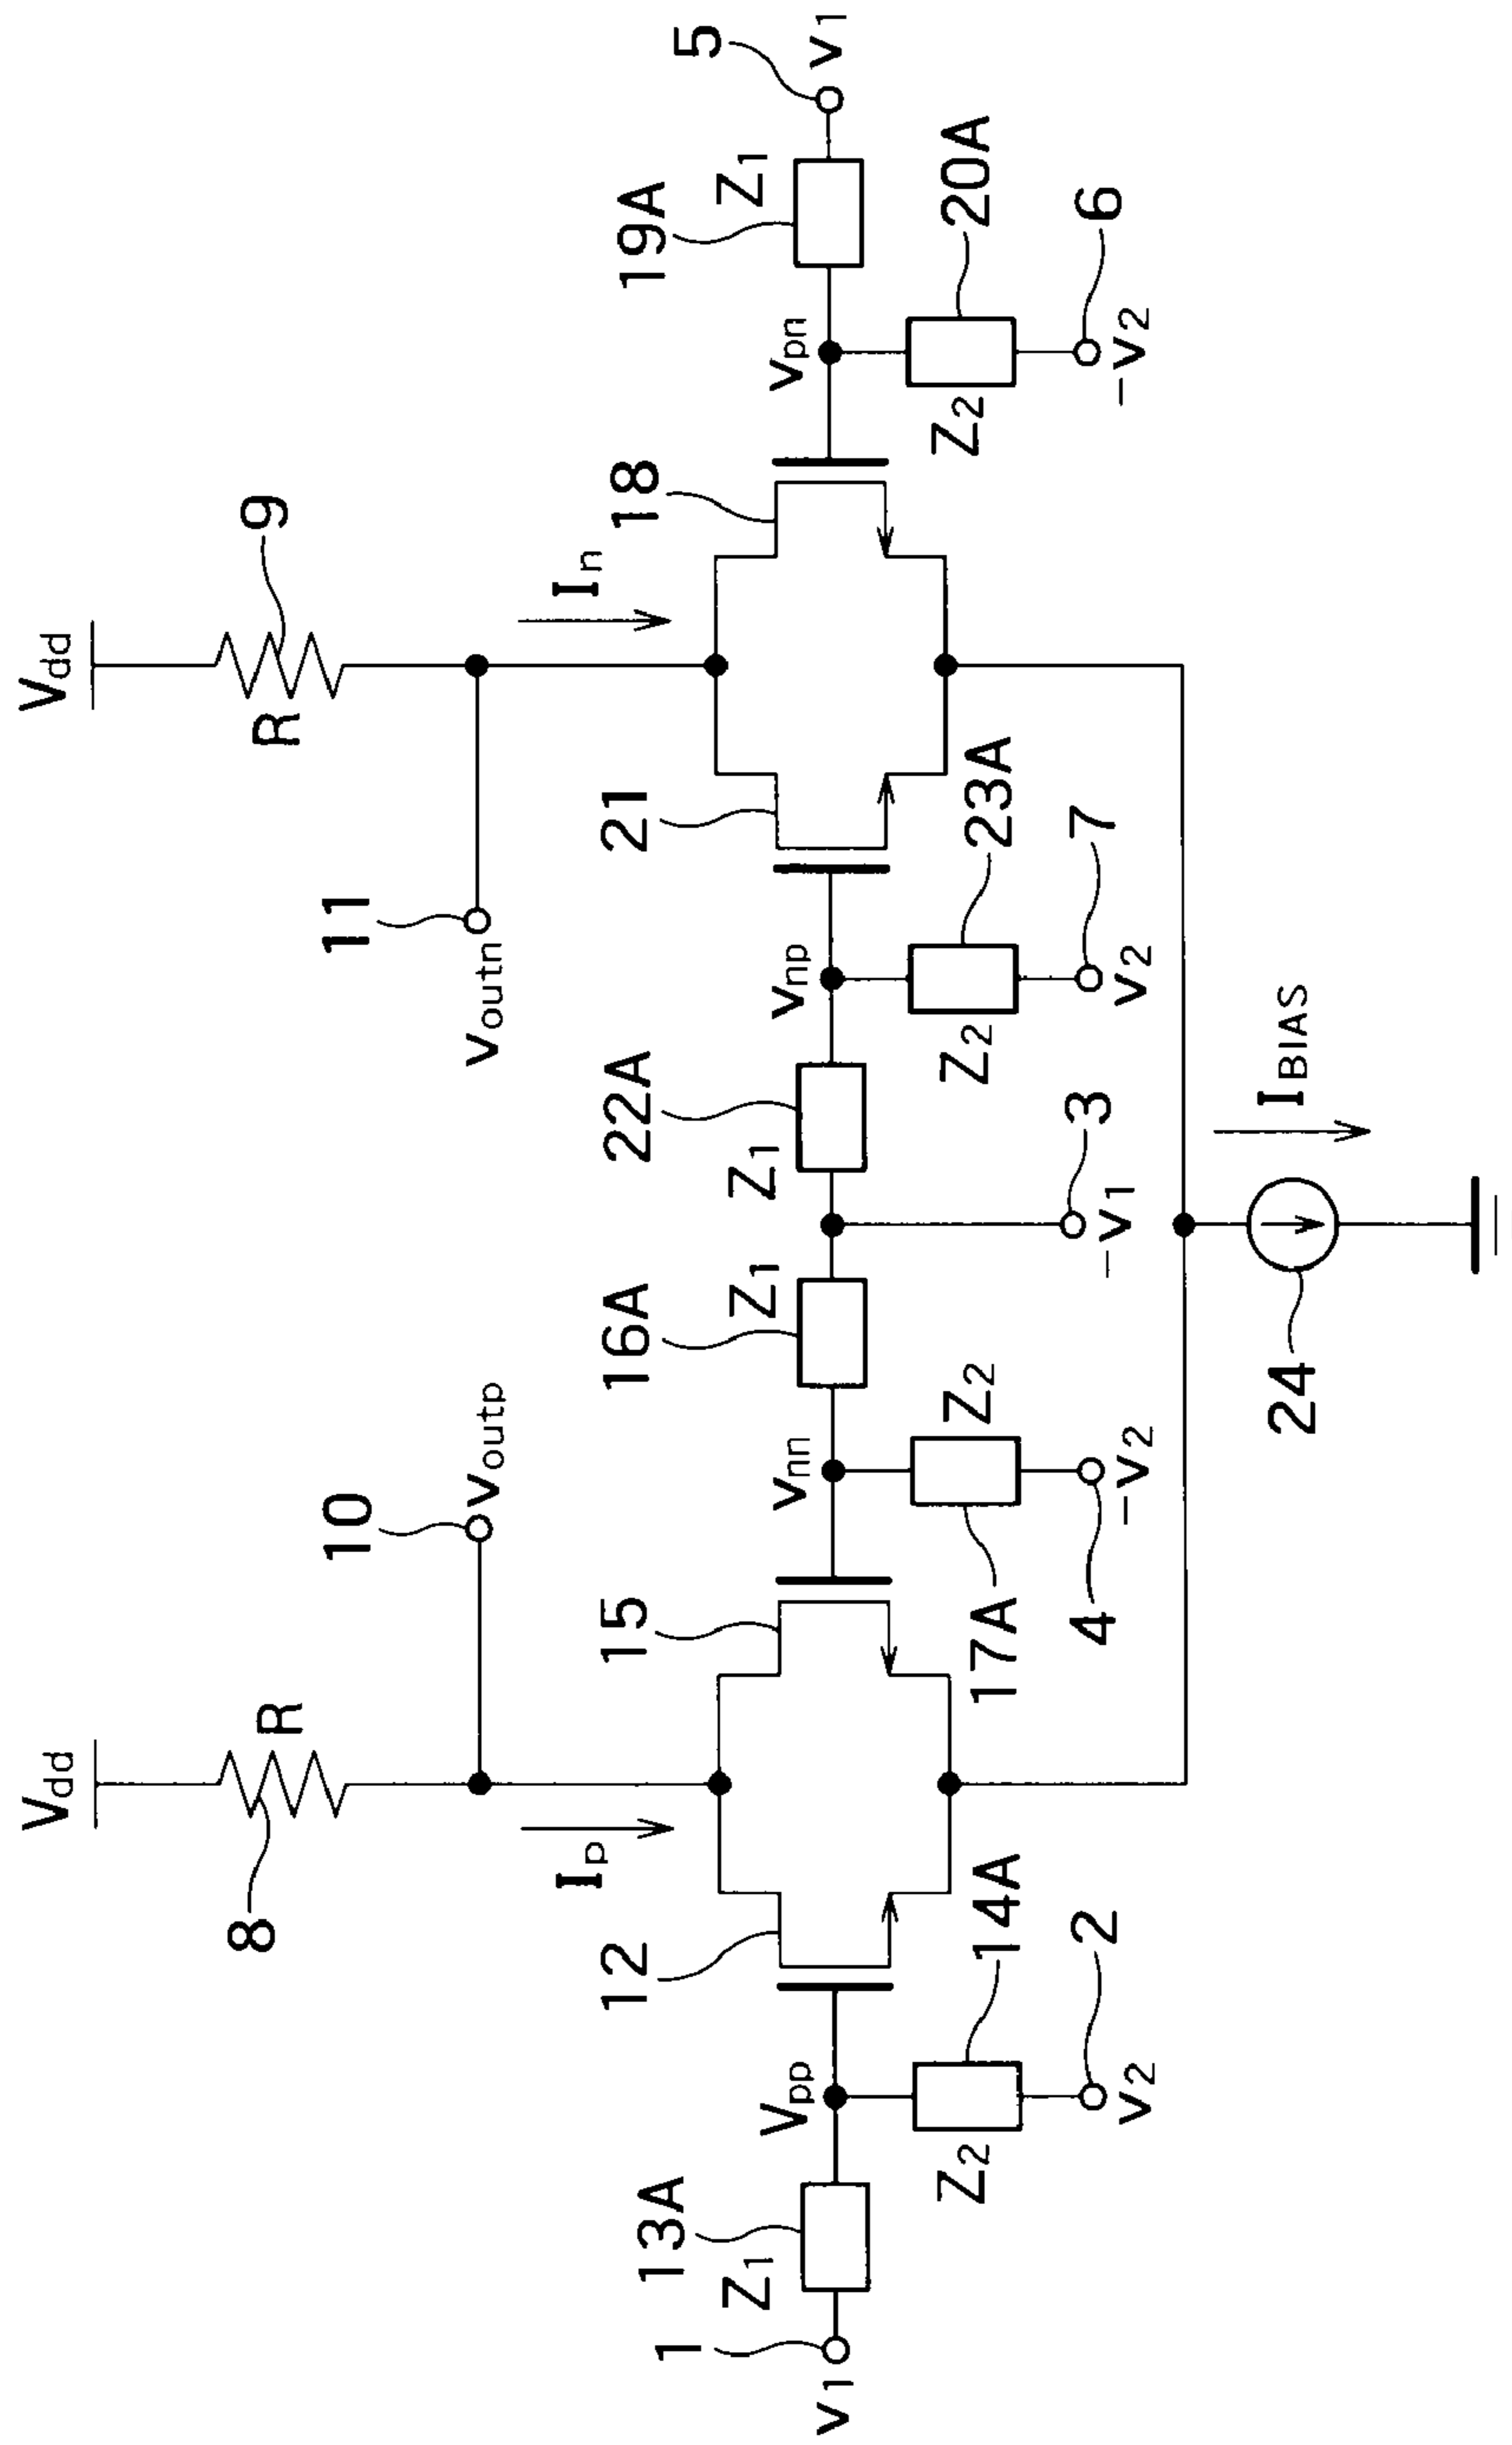 Vdd
Vdd
8
R
R
9
10
voutp
voutn
11
Ip
In
12
15
21
18
1
v1
13A
Z1
Vpp
vnn
16A
Z1
Z1
22A
vnp
vpn
19A
Z1
5
v1
Z2
14A
17A
Z2
Z2
23A
Z2
20A
2
v2
4
-v2
3
-v1
7
v2
6
-v2
24
IBIAS